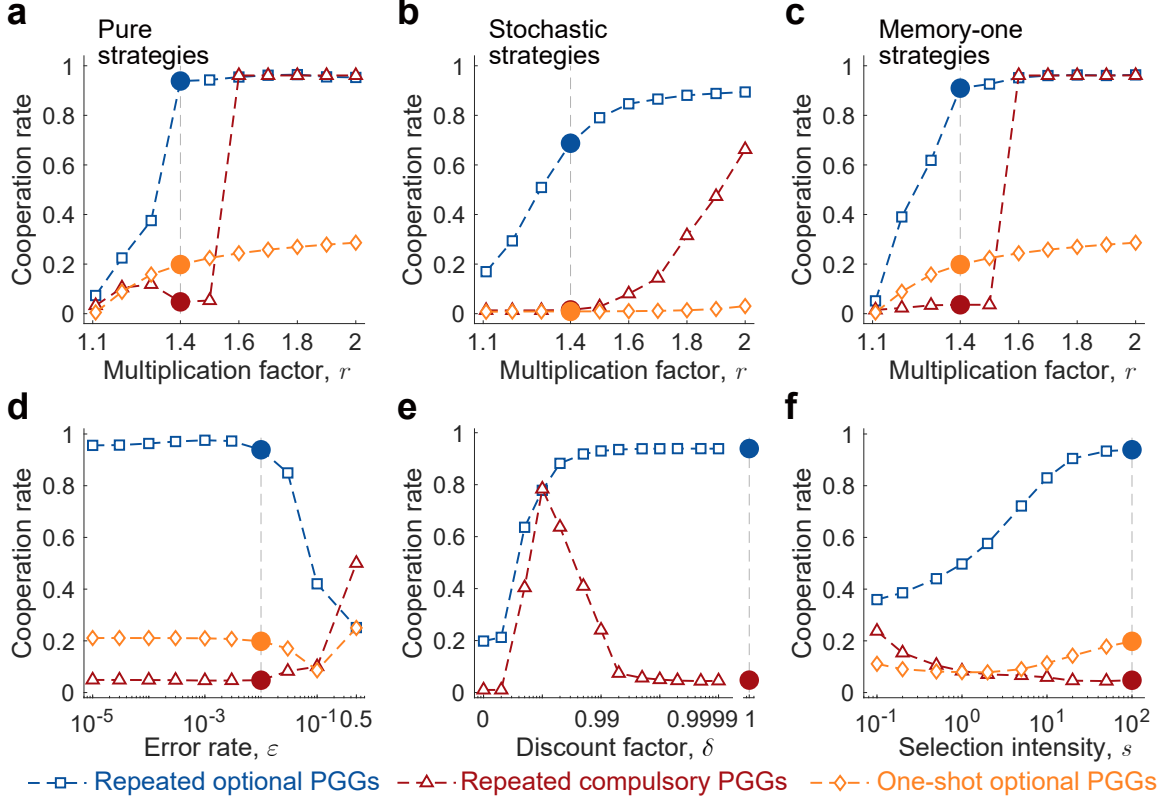 a
Pure
strategies
1
0.8
0.6
0.4
0.2
0
Cooperation rate
1.1 1.4 1.6 1.8 2
Multiplication factor, r
b
Stochastic
strategies
1
0.8
0.6
0.4
0.2
0
Cooperation rate
1.1 1.4 1.6 1.8 2
Multiplication factor, r
c
Memory-one
strategies
1
0.8
0.6
0.4
0.2
0
Cooperation rate
1.1 1.4 1.6 1.8 2
Multiplication factor, r
d
1
0.8
0.6
0.4
0.2
0
Cooperation rate
10^-5 10^-3 10^-1 0.5
Error rate, ε
e
1
0.8
0.6
0.4
0.2
0
Cooperation rate
0 0.99 0.9999 1
Discount factor, δ
f
1
0.8
0.6
0.4
0.2
0
Cooperation rate
10^-1 10^0 10^1 10^2
Selection intensity, s
Repeated optional PGGs Repeated compulsory PGGs One-shot optional PGGs